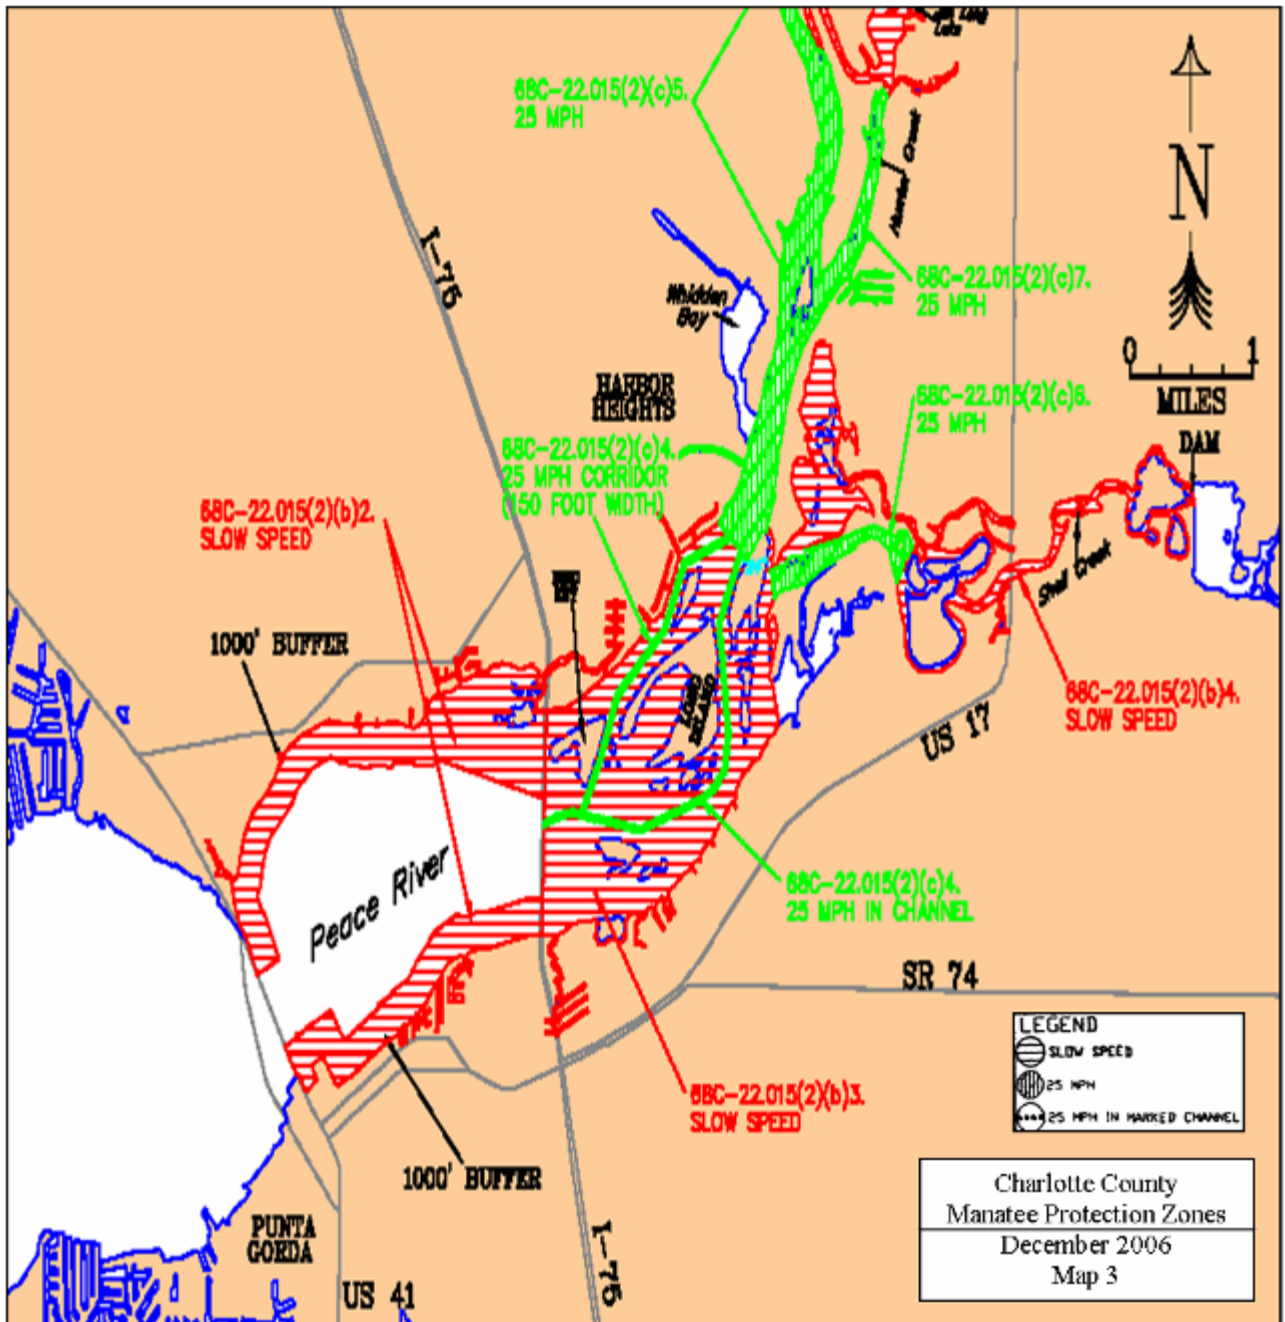 Lake
68C-22.015(2)(c)5.
25 MPH
Hunter Creek
N
I-75
Whidden
Bay
68C-22.015(2)(c)7.
25 MPH
0 1
MILES
HARBOR
HEIGHTS
68C-22.015(2)(c)6.
25 MPH
DAM
68C-22.015(2)(c)4.
25 MPH CORRIDOR
(150 FOOT WIDTH)
68C-22.015(2)(b)2.
SLOW SPEED
Shell Creek
1000' BUFFER
LONG
ISLAND
68C-22.015(2)(b)4.
SLOW SPEED
US 17
Peace River
68C-22.015(2)(c)4.
25 MPH IN CHANNEL
SR 74
LEGEND
SLOW SPEED
25 MPH
25 MPH IN MARKED CHANNEL
68C-22.015(2)(b)3.
SLOW SPEED
1000' BUFFER
PUNTA
GORDA
US 41
I-75
Charlotte County
Manatee Protection Zones
December 2006
Map 3